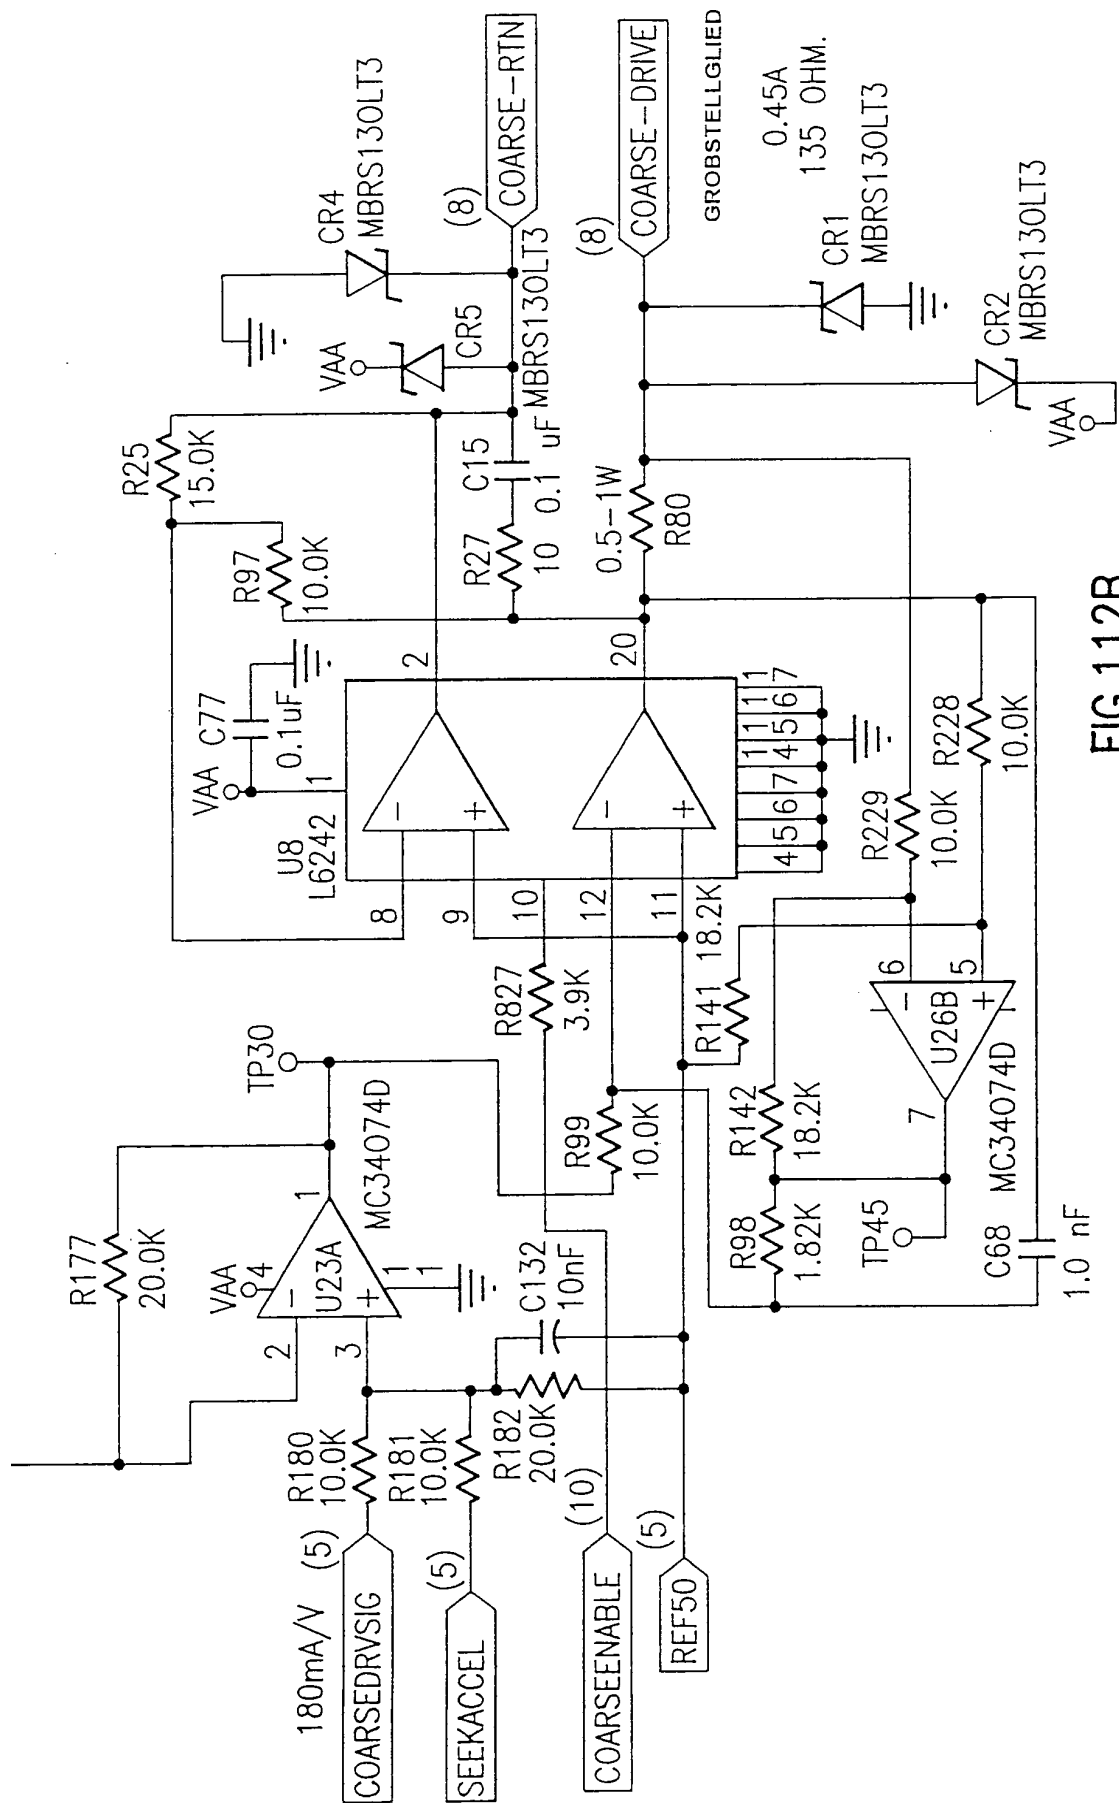 180mA/V
COARSEDRVSIG
(5)
R180
10.0K
SEEKACCEL
(5)
R181
10.0K
R182
20.0K
C132
10nF
COARSEENABLE
(10)
REF50
(5)
R177
20.0K
VAA
4
2
3
-
+
U23A
1
1
1
MC34074D
TP30
R99
10.0K
R827
3.9K
8
9
10
12
11
U8
L6242
-
+
-
+
1
2
20
4 5 6 7 14 15 16 17
VAA
C77
0.1uF
R97
10.0K
R25
15.0K
R27
10
C15
0.1 uF
VAA
CR5
MBRS130LT3
CR4
MBRS130LT3
(8)
COARSE-RTN
0.5-1W
R80
(8)
COARSE-DRIVE
GROBSTELLGLIED
0.45A
135 OHM.
CR1
MBRS130LT3
CR2
MBRS130LT3
VAA
R141
18.2K
R142
18.2K
R98
1.82K
TP45
7
6
5
-
+
U26B
MC34074D
R229
10.0K
R228
10.0K
C68
1.0 nF
FIG.112B